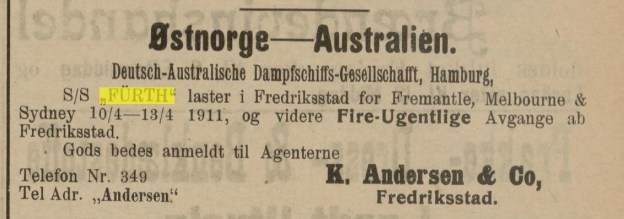 Østnorge—Australien.
Deutsch-Australische Dampfschiffs-Gesellschafft, Hamburg,
S/S „FÜRTH“ laster i Fredriksstad for Fremantle, Melbourne &
Sydney 10/4—13/4 1911, og videre Fire-Ugentlige Avgange ab
Fredriksstad.
Gods bedes anmeldt til Agenterne
Telefon Nr. 349
Tel Adr. „Andersen“.
K. Andersen & Co,
Fredriksstad.